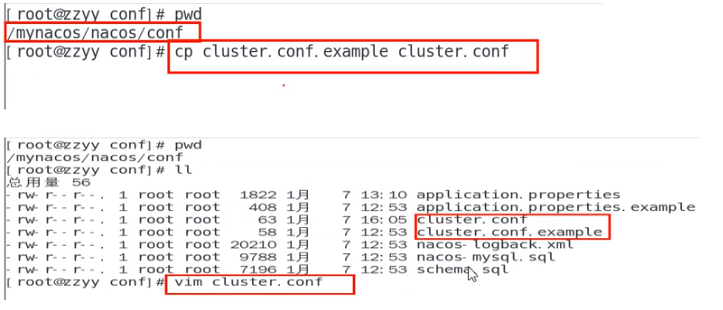 [root@zzyy conf]# pwd
/mynacos/nacos/conf
[root@zzyy conf]# cp cluster.conf.example cluster.conf
[root@zzyy conf]# pwd
/mynacos/nacos/conf
[root@zzyy conf]# ll
总用量 56
-rw-r--r--. 1 root root 1822 1月 7 13:10 application.properties
-rw-r--r--. 1 root root 408 1月 7 12:53 application.properties.example
-rw-r--r--. 1 root root 63 1月 7 16:05 cluster.conf
-rw-r--r--. 1 root root 58 1月 7 12:53 cluster.conf.example
-rw-r--r--. 1 root root 20210 1月 7 12:53 nacos-logback.xml
-rw-r--r--. 1 root root 9788 1月 7 12:53 nacos-mysql.sql
-rw-r--r--. 1 root root 7196 1月 7 12:53 schema.sql
[root@zzyy conf]# vim cluster.conf